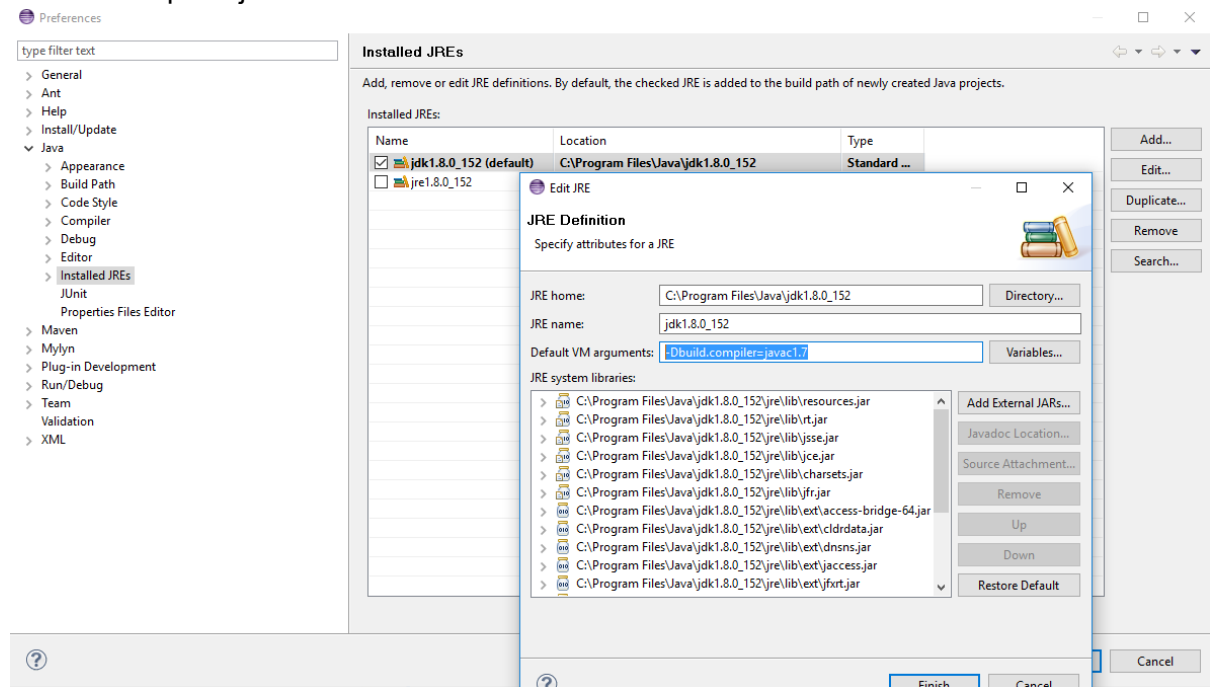 Preferences
type filter text
General
Ant
Help
Install/Update
Java
Appearance
Build Path
Code Style
Compiler
Debug
Editor
Installed JREs
JUnit
Properties Files Editor
Maven
Mylyn
Plug-in Development
Run/Debug
Team
Validation
XML
Installed JREs
Add, remove or edit JRE definitions. By default, the checked JRE is added to the build path of newly created Java projects.
Installed JREs:
Name Location Type
jdk1.8.0_152 (default) C:\Program Files\Java\jdk1.8.0_152 Standard ...
jre1.8.0_152
Add...
Edit...
Duplicate...
Remove
Search...
Edit JRE
JRE Definition
Specify attributes for a JRE
JRE home: C:\Program Files\Java\jdk1.8.0_152 Directory...
JRE name: jdk1.8.0_152
Default VM arguments: -Dbuild.compiler=javac1.7 Variables...
JRE system libraries:
C:\Program Files\Java\jdk1.8.0_152\jre\lib\resources.jar
C:\Program Files\Java\jdk1.8.0_152\jre\lib\rt.jar
C:\Program Files\Java\jdk1.8.0_152\jre\lib\jsse.jar
C:\Program Files\Java\jdk1.8.0_152\jre\lib\jce.jar
C:\Program Files\Java\jdk1.8.0_152\jre\lib\charsets.jar
C:\Program Files\Java\jdk1.8.0_152\jre\lib\jfr.jar
C:\Program Files\Java\jdk1.8.0_152\jre\lib\ext\access-bridge-64.jar
C:\Program Files\Java\jdk1.8.0_152\jre\lib\ext\cldrdata.jar
C:\Program Files\Java\jdk1.8.0_152\jre\lib\ext\dnsns.jar
C:\Program Files\Java\jdk1.8.0_152\jre\lib\ext\jaccess.jar
C:\Program Files\Java\jdk1.8.0_152\jre\lib\ext\jfxrt.jar
Add External JARs...
Javadoc Location...
Source Attachment...
Remove
Up
Down
Restore Default
Finish Cancel
Cancel